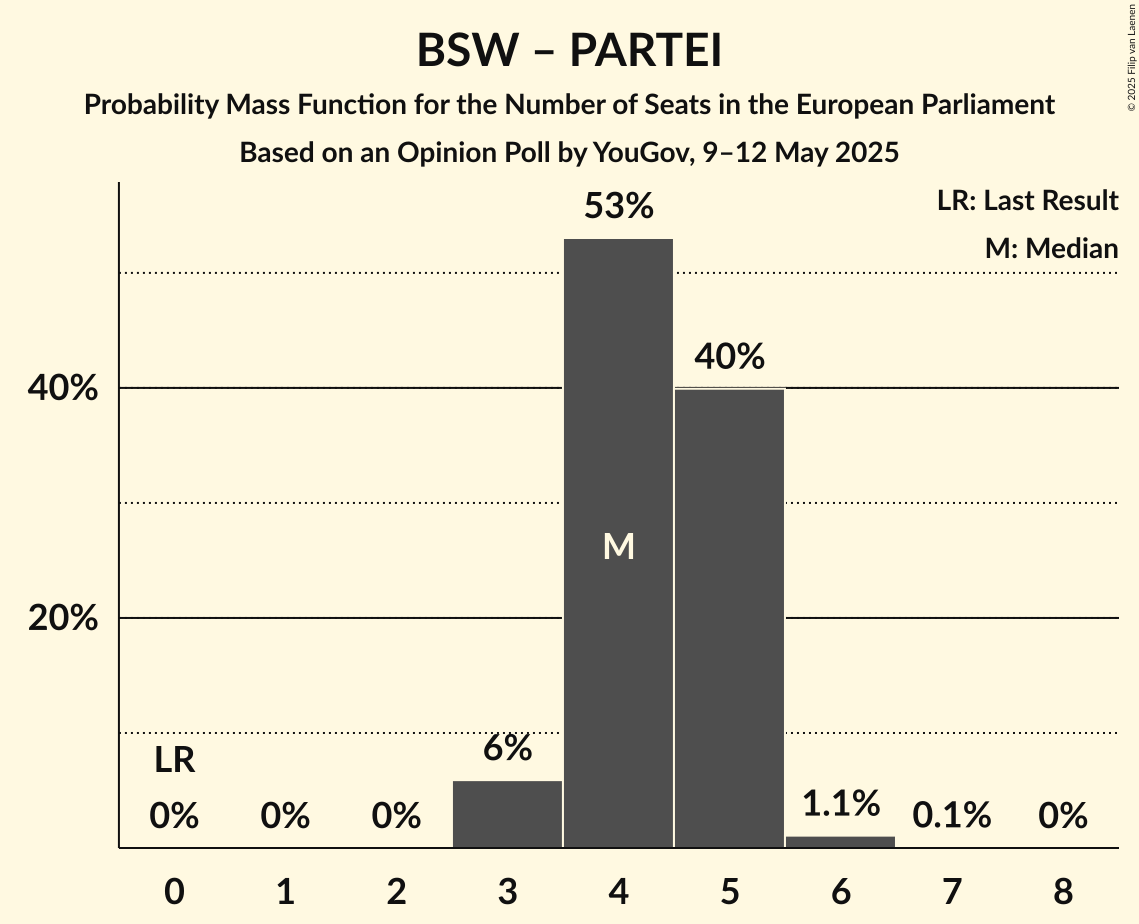 BSW – PARTEI
Probability Mass Function for the Number of Seats in the European Parliament
Based on an Opinion Poll by YouGov, 9–12 May 2025
© 2025 Filip van Laenen
LR: Last Result
M: Median
53%
40%
40%
M
20%
6%
LR
0%
0%
0%
1.1%
0.1%
0%
0 1 2 3 4 5 6 7 8